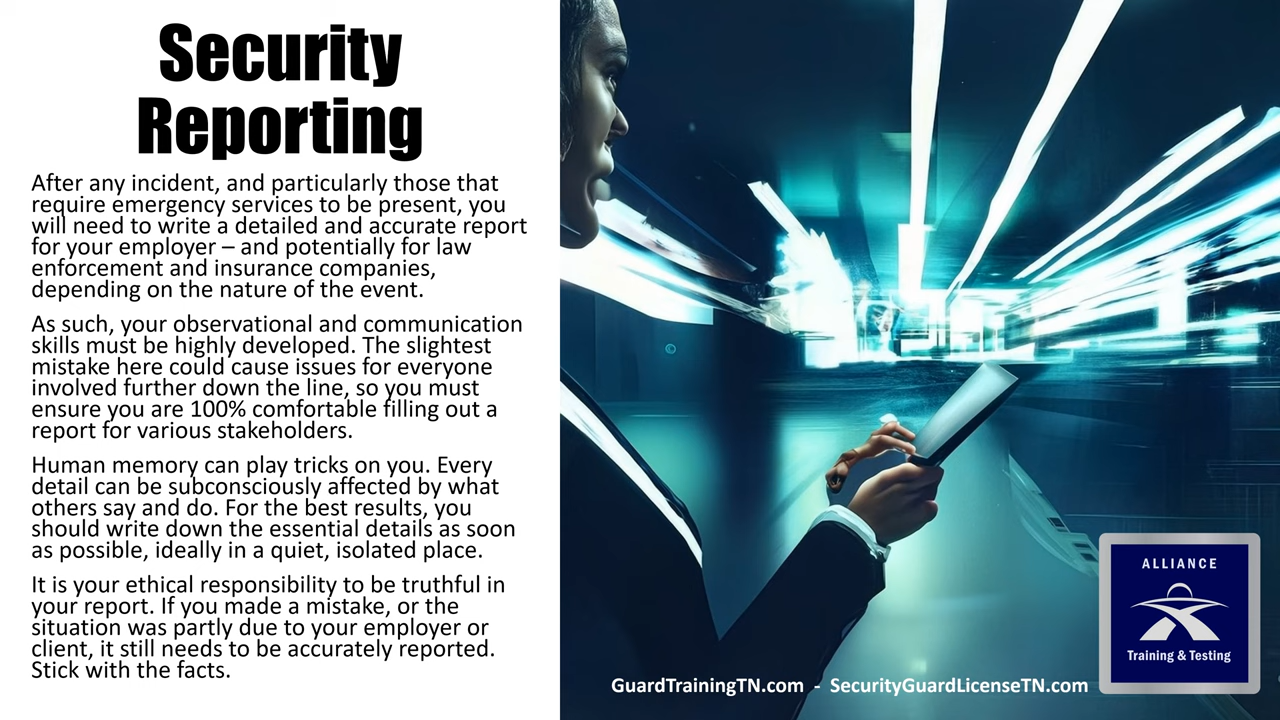 Security
Reporting
After any incident, and particularly those that
require emergency services to be present, you
will need to write a detailed and accurate report
for your employer – and potentially for law
enforcement and insurance companies,
depending on the nature of the event.
As such, your observational and communication
skills must be highly developed. The slightest
mistake here could cause issues for everyone
involved further down the line, so you must
ensure you are 100% comfortable filling out a
report for various stakeholders.
Human memory can play tricks on you. Every
detail can be subconsciously affected by what
others say and do. For the best results, you
should write down the essential details as soon
as possible, ideally in a quiet, isolated place.
It is your ethical responsibility to be truthful in
your report. If you made a mistake, or the
situation was partly due to your employer or
client, it still needs to be accurately reported.
Stick with the facts.
©
ALLIANCE
Training & Testing
GuardTrainingTN.com - SecurityGuardLicenseTN.com